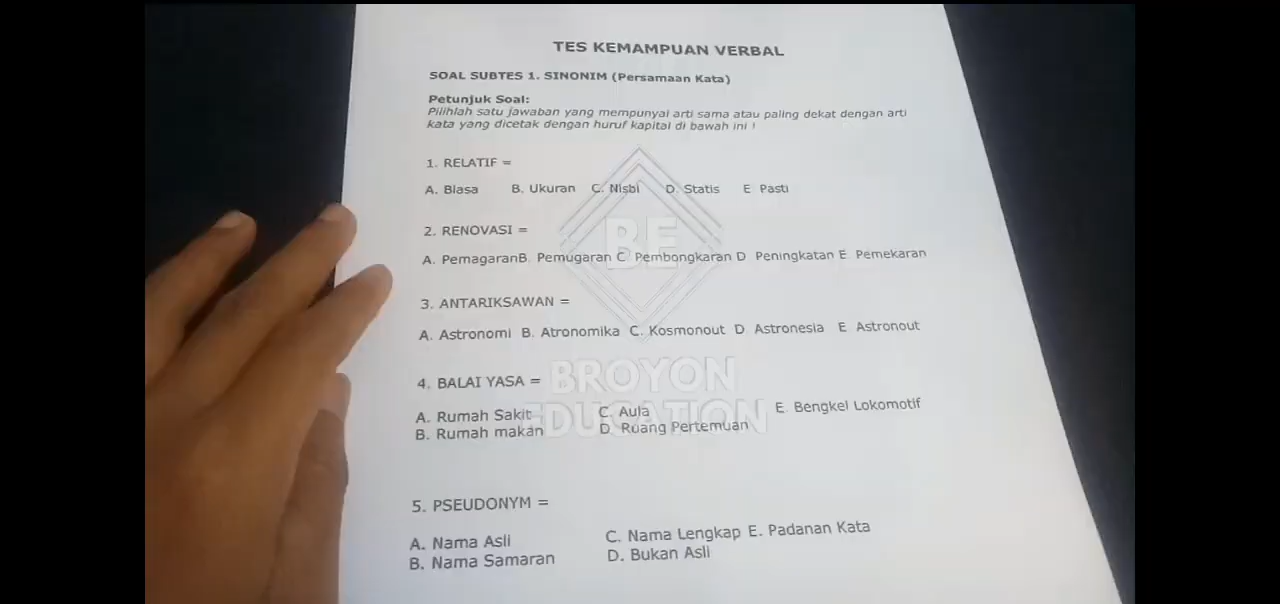 TES KEMAMPUAN VERBAL
SOAL SUBTES 1. SINONIM (Persamaan Kata)
Petunjuk Soal:
Pilihlah satu jawaban yang mempunyai arti sama atau paling dekat dengan arti
kata yang dicetak dengan huruf kapital di bawah ini !
1. RELATIF =
A. Biasa B. Ukuran C. Nisbi D. Statis E Pasti
2. RENOVASI =
A. Pemagaran B. Pemugaran C. Pembongkaran D Peningkatan E. Pemekaran
3. ANTARIKSAWAN =
A. Astronomi B. Atronomika C. Kosmonout D. Astronesia E Astronout
4. BALAI YASA =
A. Rumah Sakit C. Aula E. Bengkel Lokomotif
B. Rumah makan D. Ruang Pertemuan
5. PSEUDONYM =
A. Nama Asli C. Nama Lengkap E. Padanan Kata
B. Nama Samaran D. Bukan Asli
BE
BROYON
EDUCATION